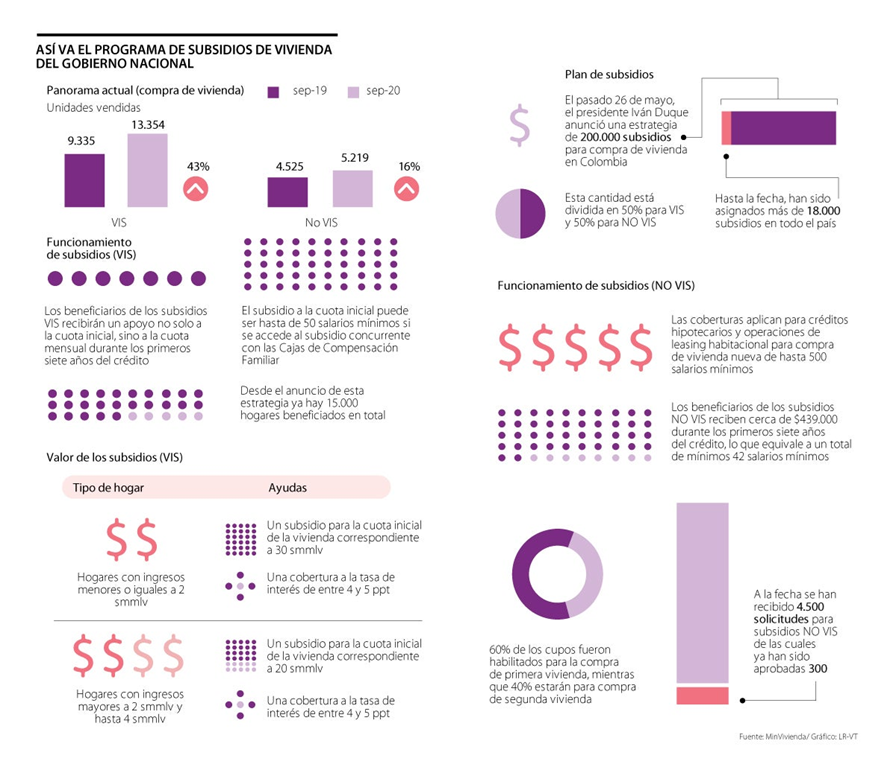 ASÍ VA EL PROGRAMA DE SUBSIDIOS DE VIVIENDA
DEL GOBIERNO NACIONAL
Panorama actual (compra de vivienda)
sep-19
sep-20
Unidades vendidas
9.335
13.354
43%
VIS
4.525
5.219
16%
No VIS
Funcionamiento
de subsidios (VIS)
Los beneficiarios de los subsidios
VIS recibirán un apoyo no solo a
la cuota inicial, sino a la cuota
mensual durante los primeros
siete años del crédito
El subsidio a la cuota inicial puede
ser hasta de 50 salarios mínimos si
se accede al subsidio concurrente
con las Cajas de Compensación
Familiar
Desde el anuncio de esta
estrategia ya hay 15.000
hogares beneficiados en total
Valor de los subsidios (VIS)
Tipo de hogar
Ayudas
$$
Hogares con ingresos
menores o iguales a 2
smmlv
Un subsidio para la cuota inicial
de la vivienda correspondiente
a 30 smmlv
Una cobertura a la tasa de
interés de entre 4 y 5 ppt
$$$$
Hogares con ingresos
mayores a 2 smmlv y
hasta 4 smmlv
Un subsidio para la cuota inicial
de la vivienda correspondiente
a 20 smmlv
Una cobertura a la tasa de
interés de entre 4 y 5 ppt
Plan de subsidios
$
El pasado 26 de mayo,
el presidente Iván Duque
anunció una estrategia
de 200.000 subsidios
para compra de vivienda
en Colombia
Esta cantidad está
dividida en 50% para VIS
y 50% para NO VIS
Hasta la fecha, han sido
asignados más de 18.000
subsidios en todo el país
Funcionamiento de subsidios (NO VIS)
$$$$$
Las coberturas aplican para créditos
hipotecarios y operaciones de
leasing habitacional para compra
de vivienda nueva de hasta 500
salarios mínimos
Los beneficiarios de los subsidios
NO VIS reciben cerca de $439.000
durante los primeros siete años
del crédito, lo que equivale a un total
de mínimos 42 salarios mínimos
60% de los cupos fueron
habilitados para la compra
de primera vivienda, mientras
que 40% estarán para compra
de segunda vivienda
A la fecha se han
recibido 4.500
solicitudes para
subsidios NO VIS
de las cuales
ya han sido
aprobadas 300
Fuente: MinVivienda/ Gráfico: LR-VT